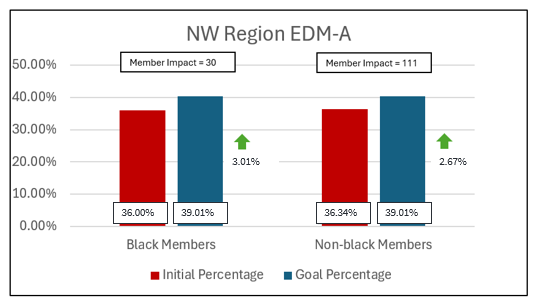 NW Region EDM-A
Member Impact = 30
Member Impact = 111
50.00%
40.00%
30.00%
20.00%
10.00%
0.00%
3.01%
2.67%
36.00%
39.01%
36.34%
39.01%
Black Members
Non-black Members
Initial Percentage
Goal Percentage